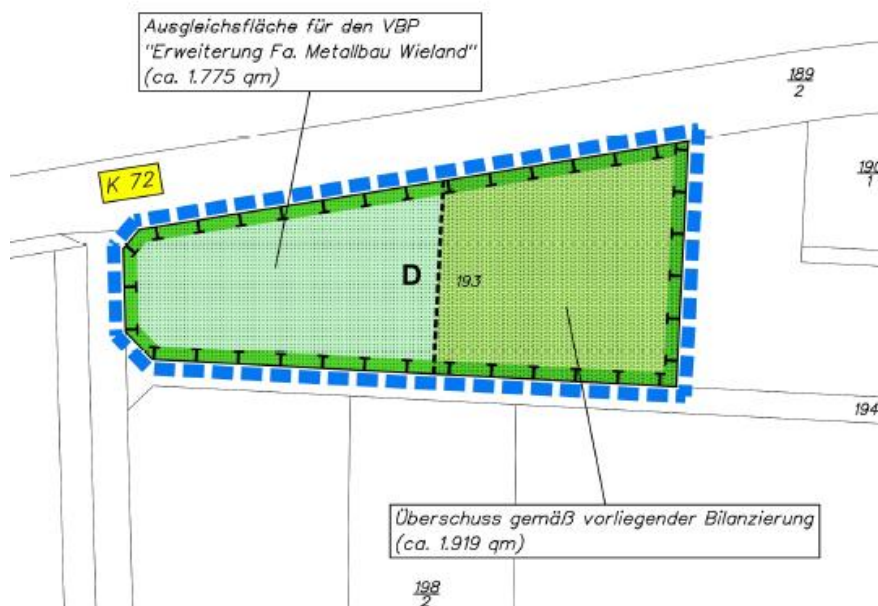 Ausgleichsfläche für den VBP
"Erweiterung Fa. Metallbau Wieland"
(ca. 1.775 qm)
189
2
190
1
K 72
D
193
194
Überschuss gemäß vorliegender Bilanzierung
(ca. 1.919 qm)
198
2